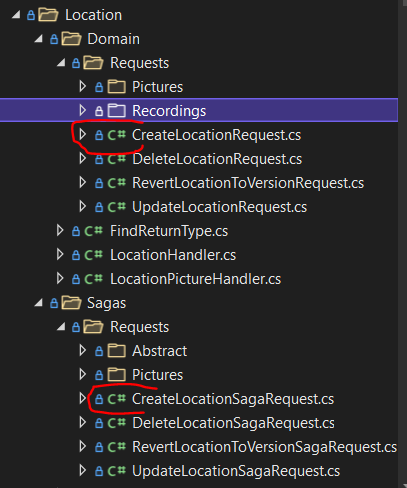 Location
Domain
Requests
Pictures
Recordings
C# CreateLocationRequest.cs
C# DeleteLocationRequest.cs
C# RevertLocationToVersionRequest.cs
C# UpdateLocationRequest.cs
C# FindReturnType.cs
C# LocationHandler.cs
C# LocationPictureHandler.cs
Sagas
Requests
Abstract
Pictures
C# CreateLocationSagaRequest.cs
C# DeleteLocationSagaRequest.cs
C# RevertLocationToVersionSagaRequest.cs
C# UpdateLocationSagaRequest.cs